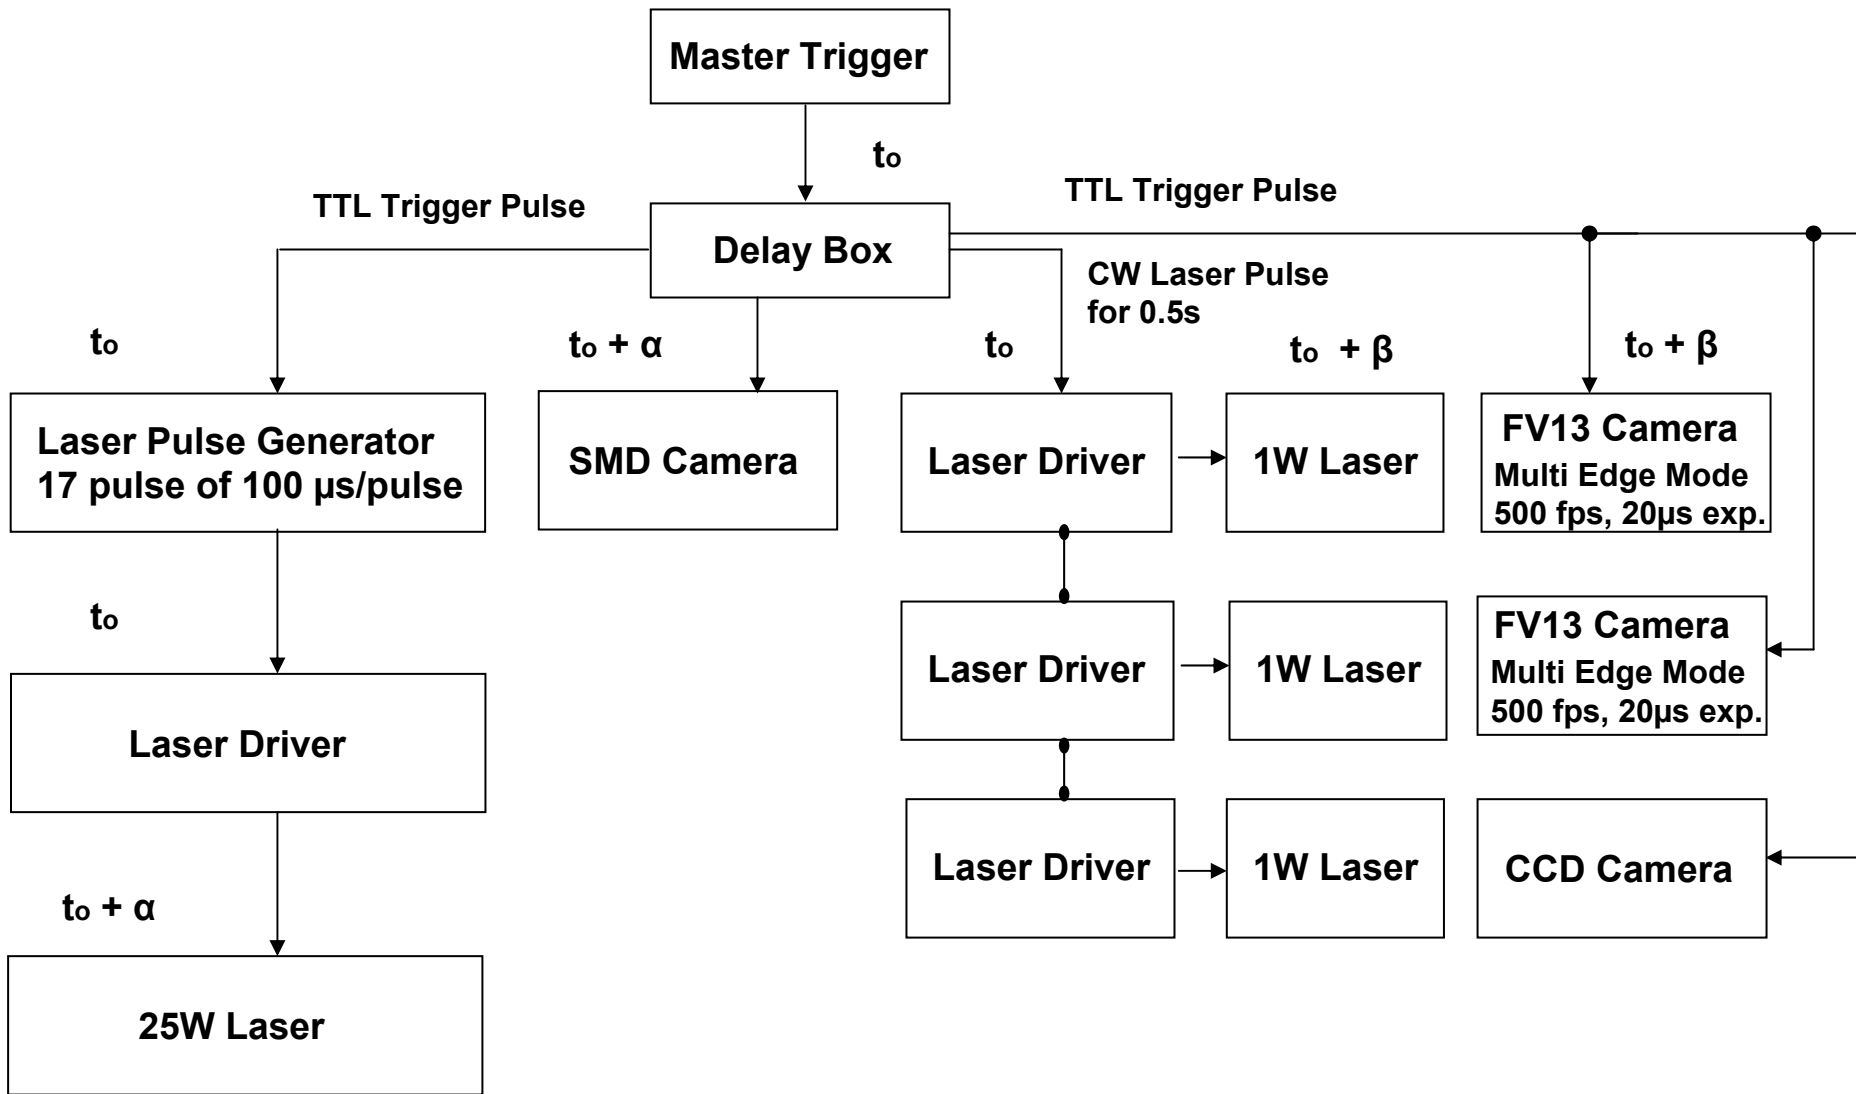 Master Trigger
to
TTL Trigger Pulse
TTL Trigger Pulse
Delay Box
CW Laser Pulse
for 0.5s
to
to + α
to
to + β
to + β
Laser Pulse Generator
17 pulse of 100 µs/pulse
SMD Camera
Laser Driver
1W Laser
FV13 Camera
Multi Edge Mode
500 fps, 20µs exp.
to
Laser Driver
1W Laser
FV13 Camera
Multi Edge Mode
500 fps, 20µs exp.
Laser Driver
Laser Driver
1W Laser
CCD Camera
to + α
25W Laser